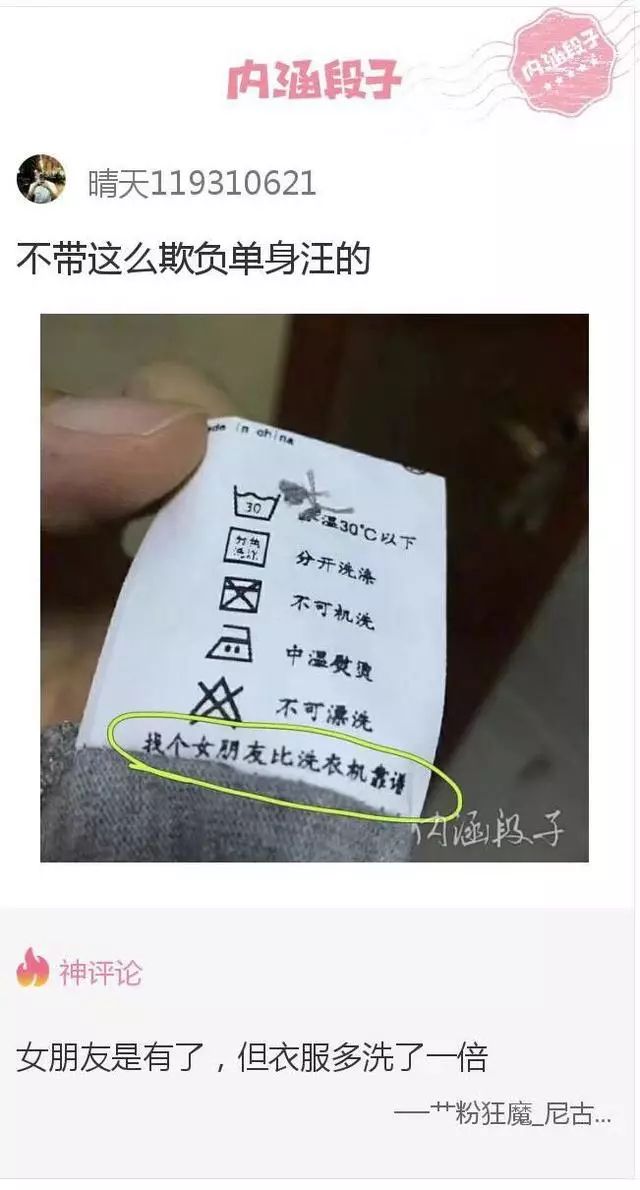 内涵段子
内涵段子
晴天119310621
不带这么欺负单身汪的
de in china
30
温30℃以下
分开洗涤
不可机洗
中温熨烫
不可漂洗
找个女朋友比洗衣机靠谱
内涵段子
神评论
女朋友是有了，但衣服多洗了一倍
──艹粉狂魔_尼古...